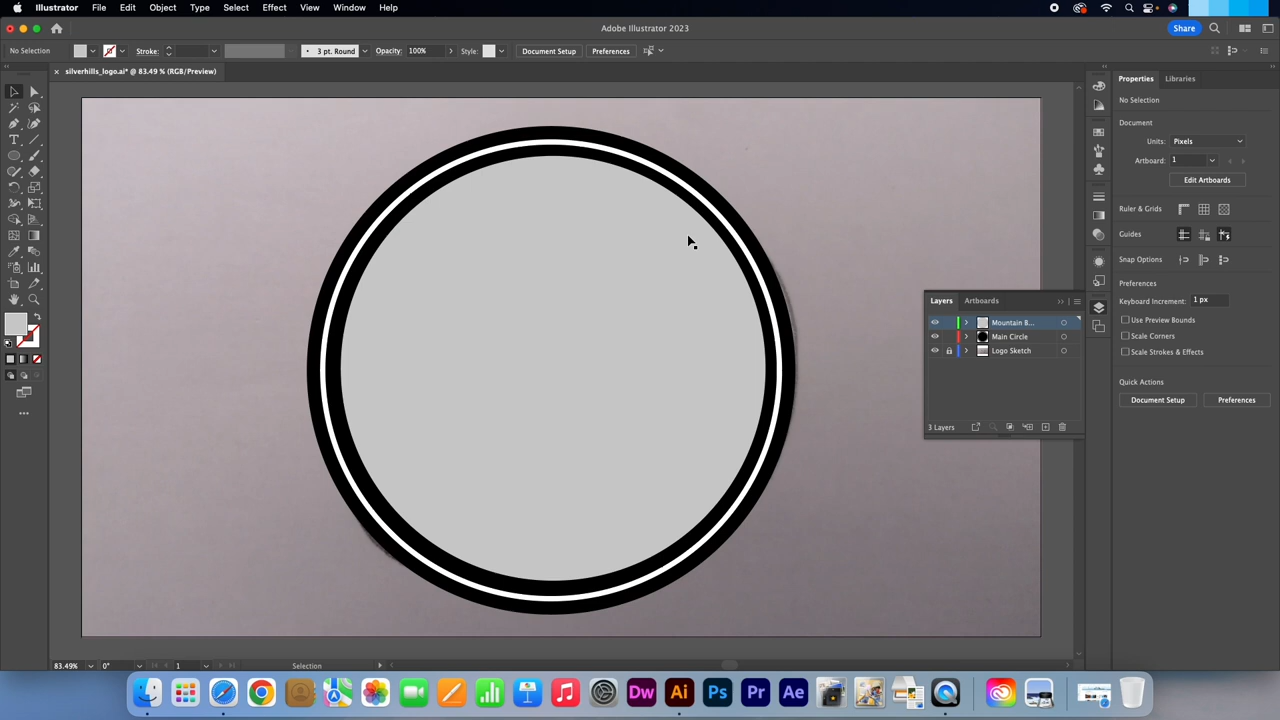 Illustrator File Edit Object Type Select Effect View Window Help
Adobe Illustrator 2023
Share
No Selection
Stroke:
3 pt. Round
Opacity: 100%
Style:
Document Setup
Preferences
× silverhills_logo.ai* @ 83.49 % (RGB/Preview)
Properties Libraries
No Selection
Document
Units: Pixels
Artboard: 1
Edit Artboards
Ruler & Grids
Guides
Snap Options
Preferences
Keyboard Increment: 1 px
Use Preview Bounds
Scale Corners
Scale Strokes & Effects
Quick Actions
Document Setup Preferences
Layers Artboards
Mountain B...
Main Circle
Logo Sketch
3 Layers
83.49% 0° 1 Selection
Dw Ai Ps Pr Ae